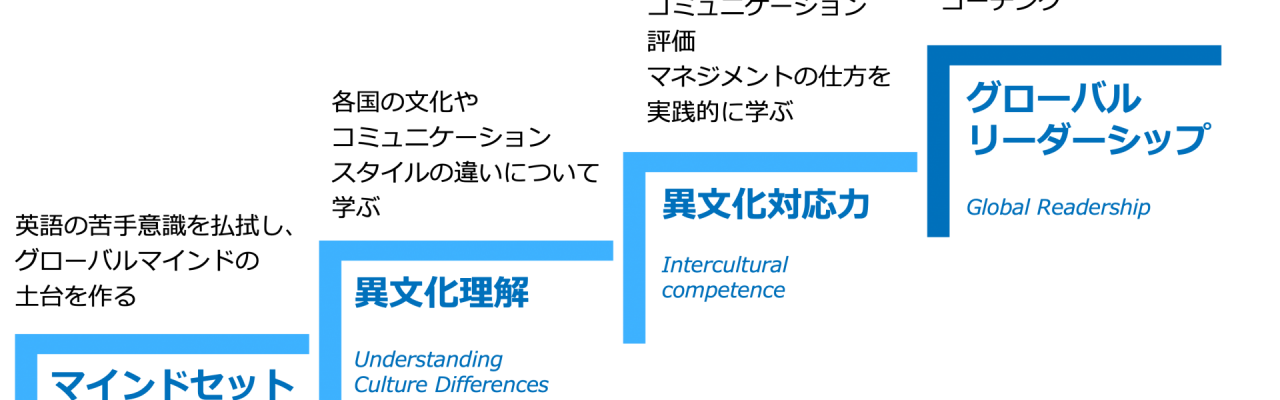 英語の苦手意識を払拭し、
グローバルマインドの
土台を作る
マインドセット
各国の文化や
コミュニケーション
スタイルの違いについて
学ぶ
異文化理解
Understanding
Culture Differences
コミュニケーション
評価
マネジメントの仕方を
実践的に学ぶ
異文化対応力
Intercultural
competence
コーチング
グローバル
リーダーシップ
Global Readership